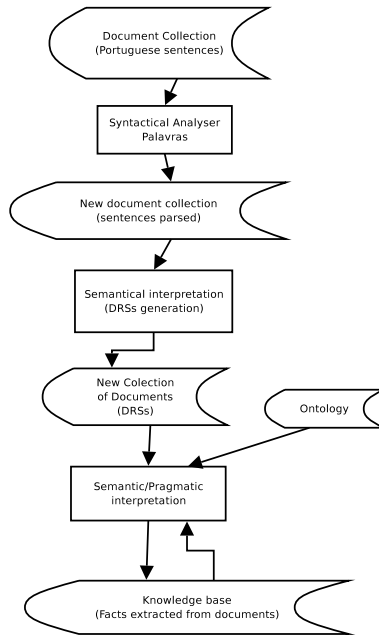 Document Collection
(Portuguese sentences)
Syntactical Analyser
Palavras
New document collection
(sentences parsed)
Semantical interpretation
(DRSs generation)
New Colection
of Documents
(DRSs)
Ontology
Semantic/Pragmatic
interpretation
Knowledge base
(Facts extracted from documents)